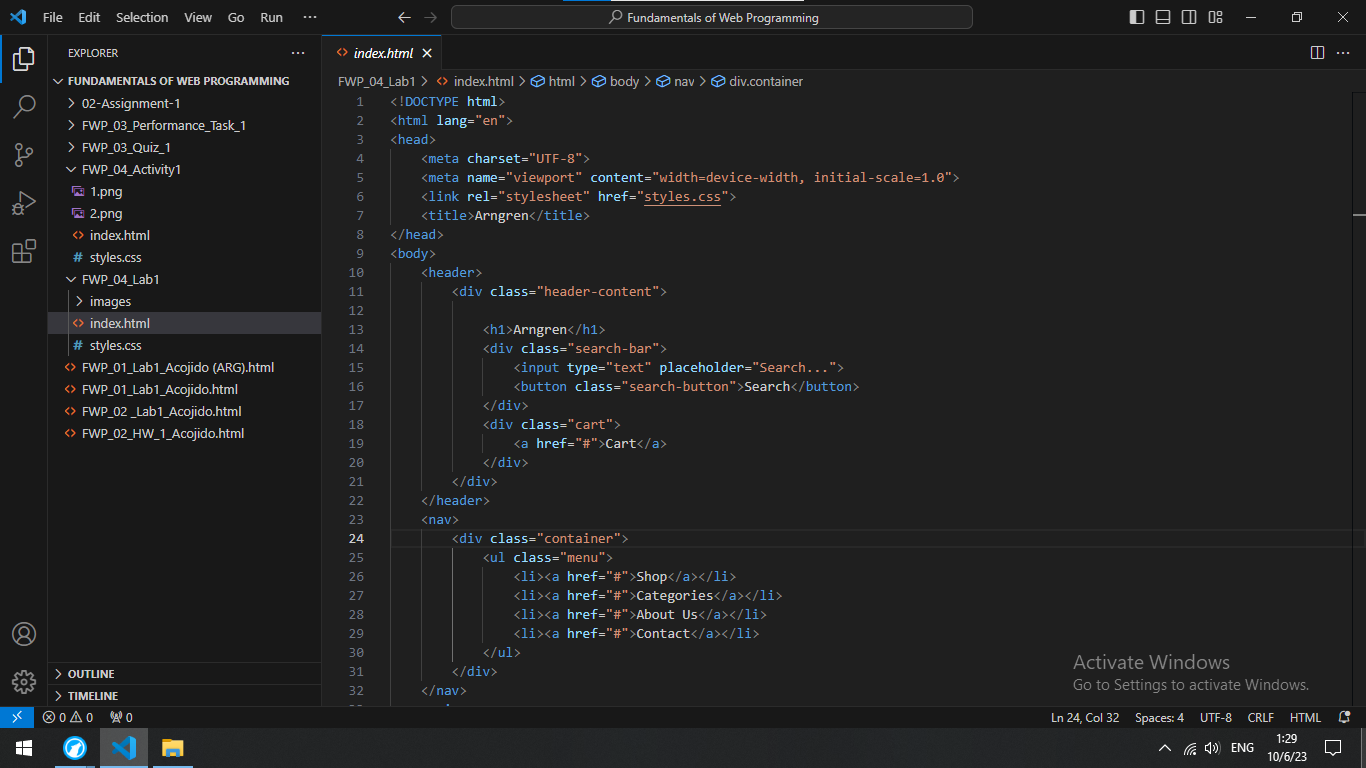 File Edit Selection View Go Run ···
Fundamentals of Web Programming
EXPLORER
FUNDAMENTALS OF WEB PROGRAMMING
02-Assignment-1
FWP_03_Performance_Task_1
FWP_03_Quiz_1
FWP_04_Activity1
1.png
2.png
index.html
# styles.css
FWP_04_Lab1
images
index.html
# styles.css
FWP_01_Lab1_Acojido (ARG).html
FWP_01_Lab1_Acojido.html
FWP_02 _Lab1_Acojido.html
FWP_02_HW_1_Acojido.html
OUTLINE
TIMELINE
index.html
FWP_04_Lab1 > index.html > html > body > nav > div.container
1 <!DOCTYPE html>
2 <html lang="en">
3 <head>
4 <meta charset="UTF-8">
5 <meta name="viewport" content="width=device-width, initial-scale=1.0">
6 <link rel="stylesheet" href="styles.css">
7 <title>Arngren</title>
8 </head>
9 <body>
10 <header>
11 <div class="header-content">
12
13 <h1>Arngren</h1>
14 <div class="search-bar">
15 <input type="text" placeholder="Search...">
16 <button class="search-button">Search</button>
17 </div>
18 <div class="cart">
19 <a href="#">Cart</a>
20 </div>
21 </div>
22 </header>
23 <nav>
24 <div class="container">
25 <ul class="menu">
26 <li><a href="#">Shop</a></li>
27 <li><a href="#">Categories</a></li>
28 <li><a href="#">About Us</a></li>
29 <li><a href="#">Contact</a></li>
30 </ul>
31 </div>
32 </nav>
Activate Windows
Go to Settings to activate Windows.
0 0 0
Ln 24, Col 32 Spaces: 4 UTF-8 CRLF HTML
ENG
1:29
10/6/23